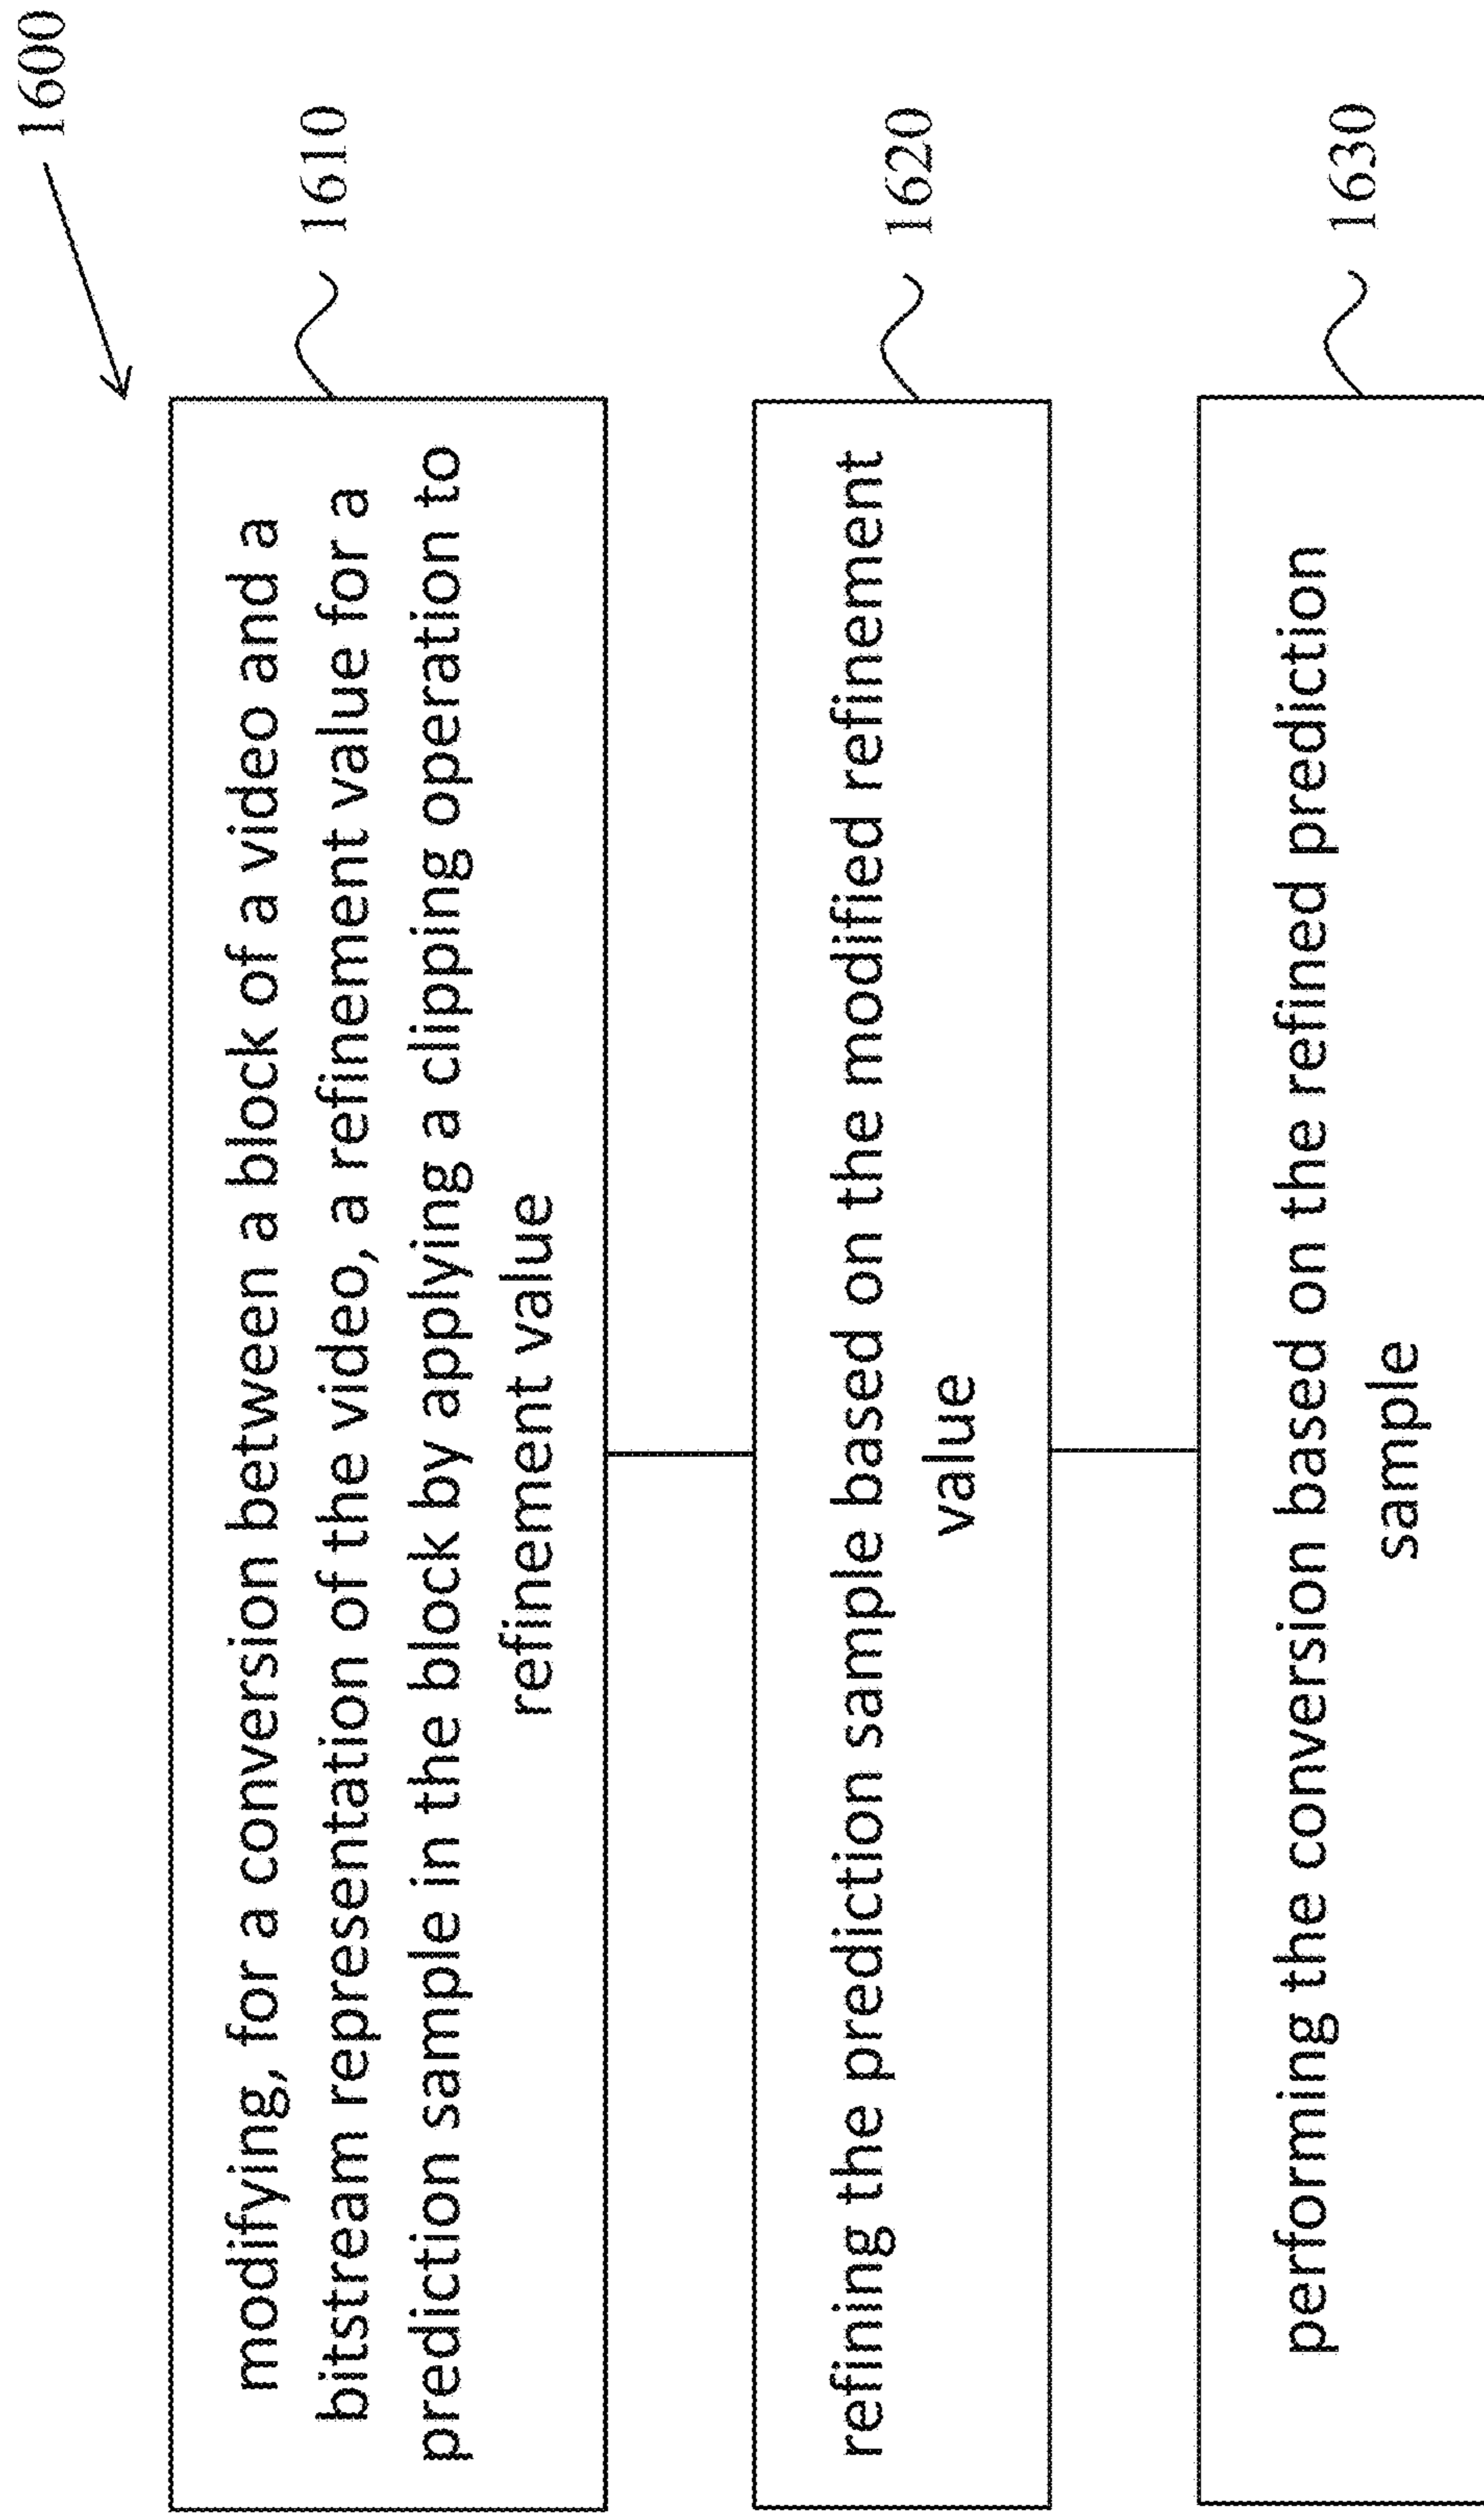 1600
modifying, for a conversion between a block of a video and a
bitstream representation of the video, a refinement value for a
prediction sample in the block by applying a clipping operation to
refinement value
1610
refining the prediction sample based on the modified refinement
value
1620
performing the conversion based on the refined prediction
sample
1630